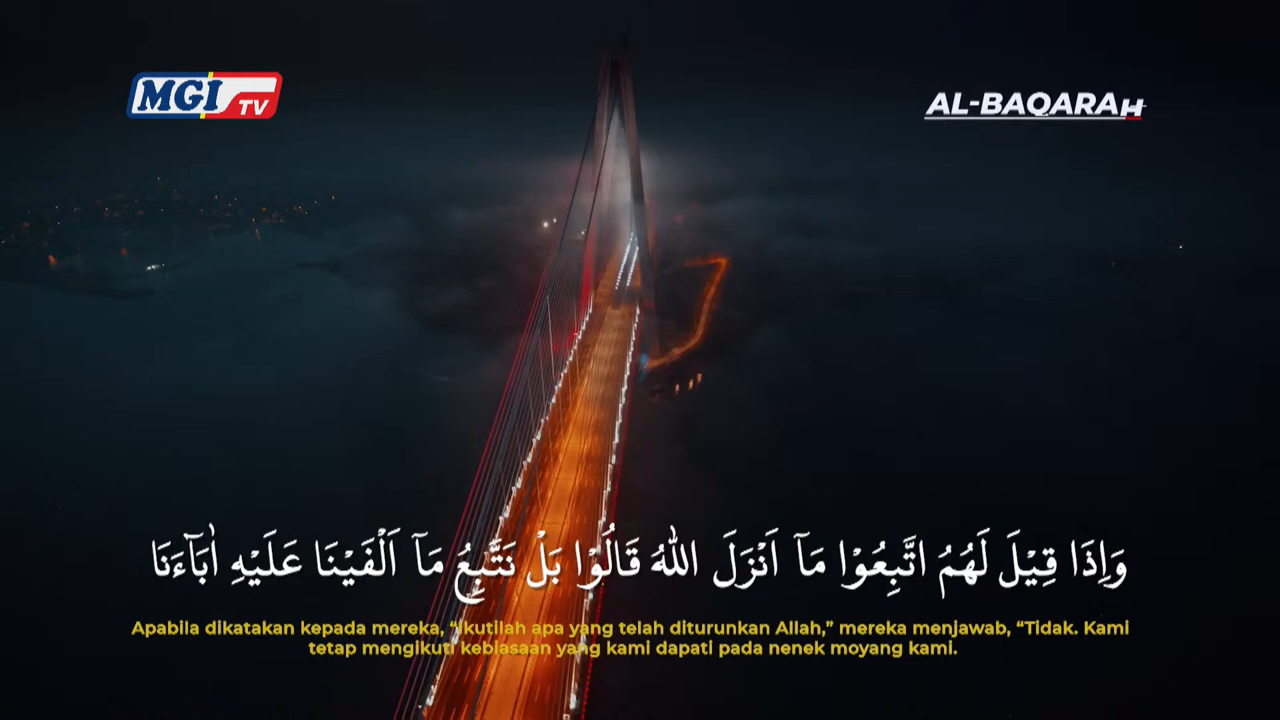 MGI TV
AL-BAQARAH
وَاِذَا قِيْلَ لَهُمُ اتَّبِعُوْا مَآ اَنْزَلَ اللّٰهُ قَالُوْا بَلْ نَتَّبِعُ مَآ اَلْفَيْنَا عَلَيْهِ اٰبَاۤءَنَا
Apabila dikatakan kepada mereka, “Ikutilah apa yang telah diturunkan Allah,” mereka menjawab, “Tidak. Kami
tetap mengikuti kebiasaan yang kami dapati pada nenek moyang kami.